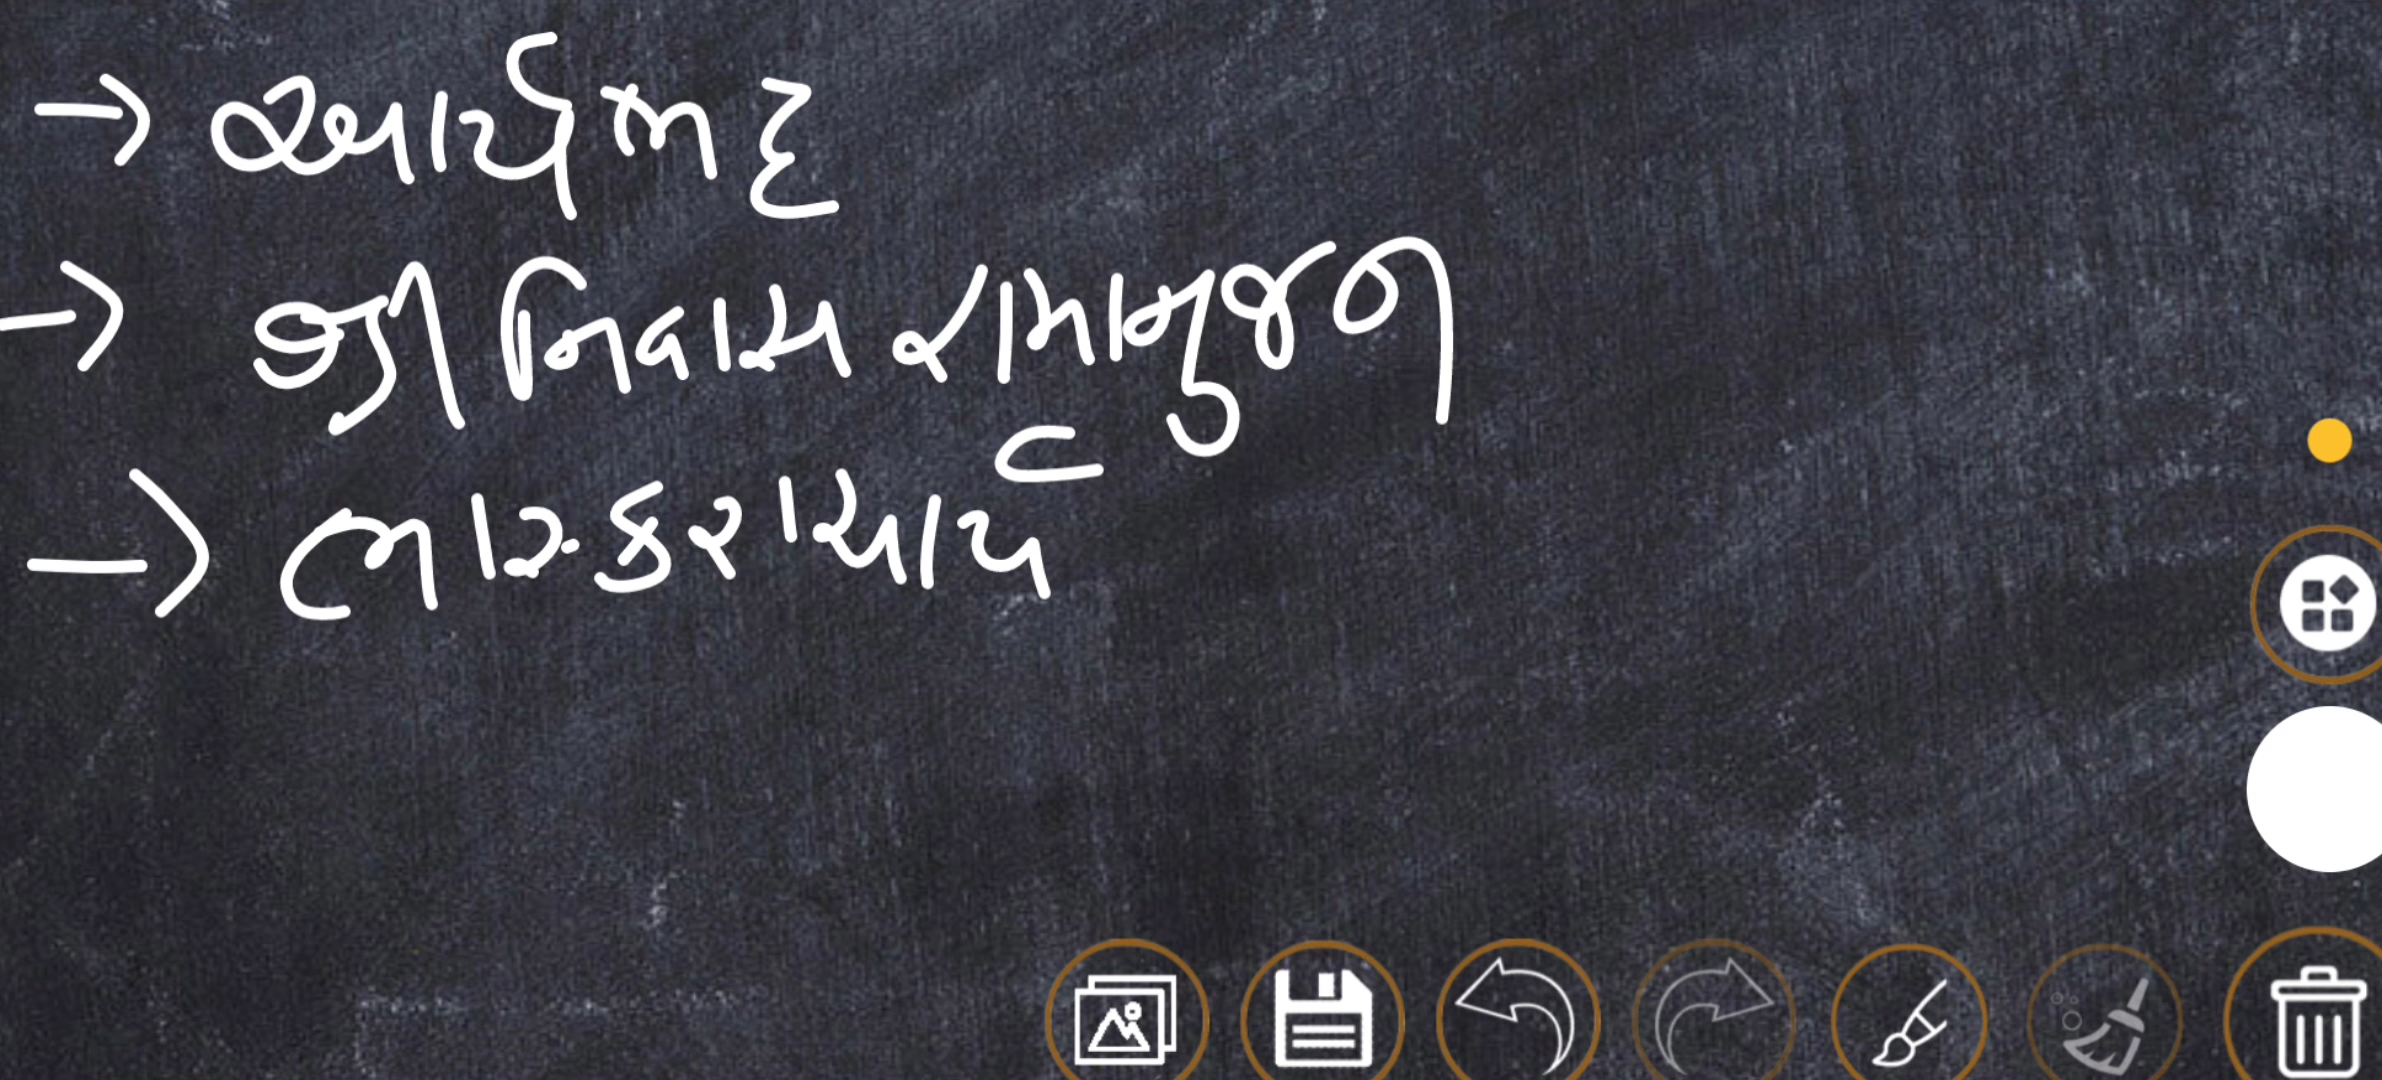 → આર્યભટ્ટ
→ શ્રીનિવાસ રામાનુજન
→ ભાસ્કરાચાર્ય